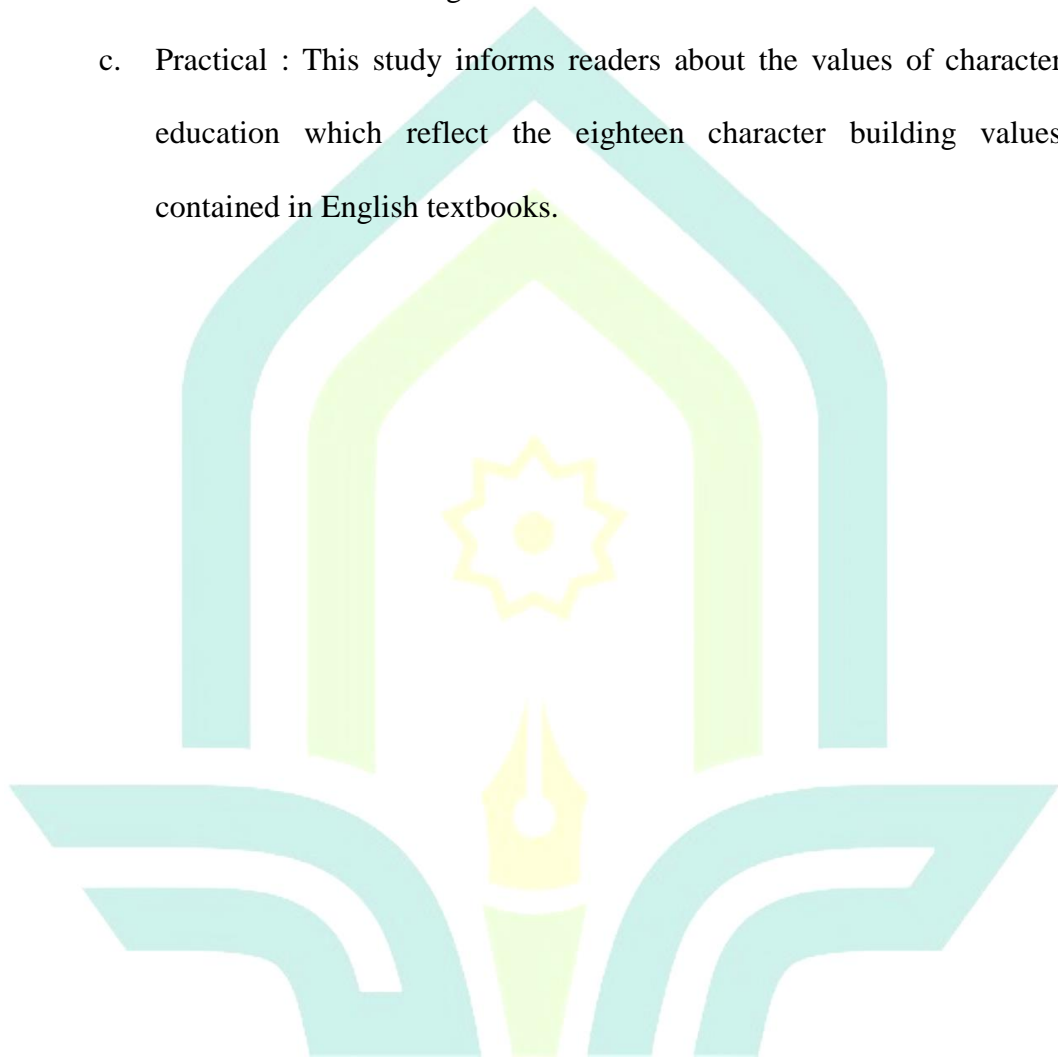 c. Practical : This study informs readers about the values of character
education which reflect the eighteen character building values
contained in English textbooks.